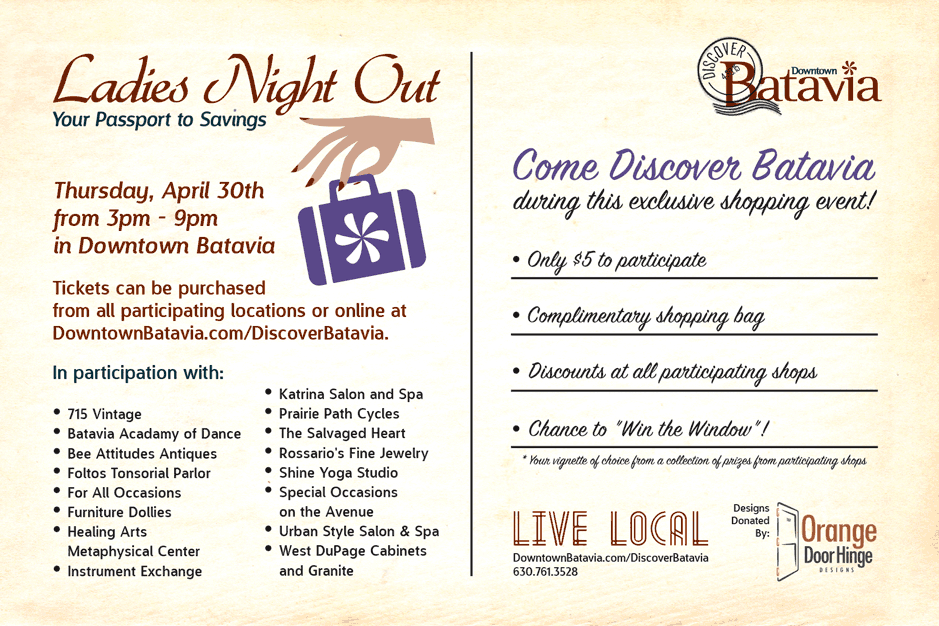 Ladies Night Out
Your Passport to Savings
Thursday, April 30th
from 3pm - 9pm
in Downtown Batavia
Tickets can be purchased
from all participating locations or online at
DowntownBatavia.com/DiscoverBatavia.
In participation with:
• 715 Vintage
• Batavia Acadamy of Dance
• Bee Attitudes Antiques
• Foltos Tonsorial Parlor
• For All Occasions
• Furniture Dollies
• Healing Arts
Metaphysical Center
• Instrument Exchange
• Katrina Salon and Spa
• Prairie Path Cycles
• The Salvaged Heart
• Rossario's Fine Jewelry
• Shine Yoga Studio
• Special Occasions
on the Avenue
• Urban Style Salon & Spa
• West DuPage Cabinets
and Granite
DISCOVER
Downtown
Batavia
Come Discover Batavia
during this exclusive shopping event!
• Only $5 to participate
• Complimentary shopping bag
• Discounts at all participating shops
• Chance to "Win the Window"!
* Your vignette of choice from a collection of prizes from participating shops
LIVE LOCAL
DowntownBatavia.com/DiscoverBatavia
630.761.3528
Designs
Donated
By:
Orange
Door Hinge
DESIGNS